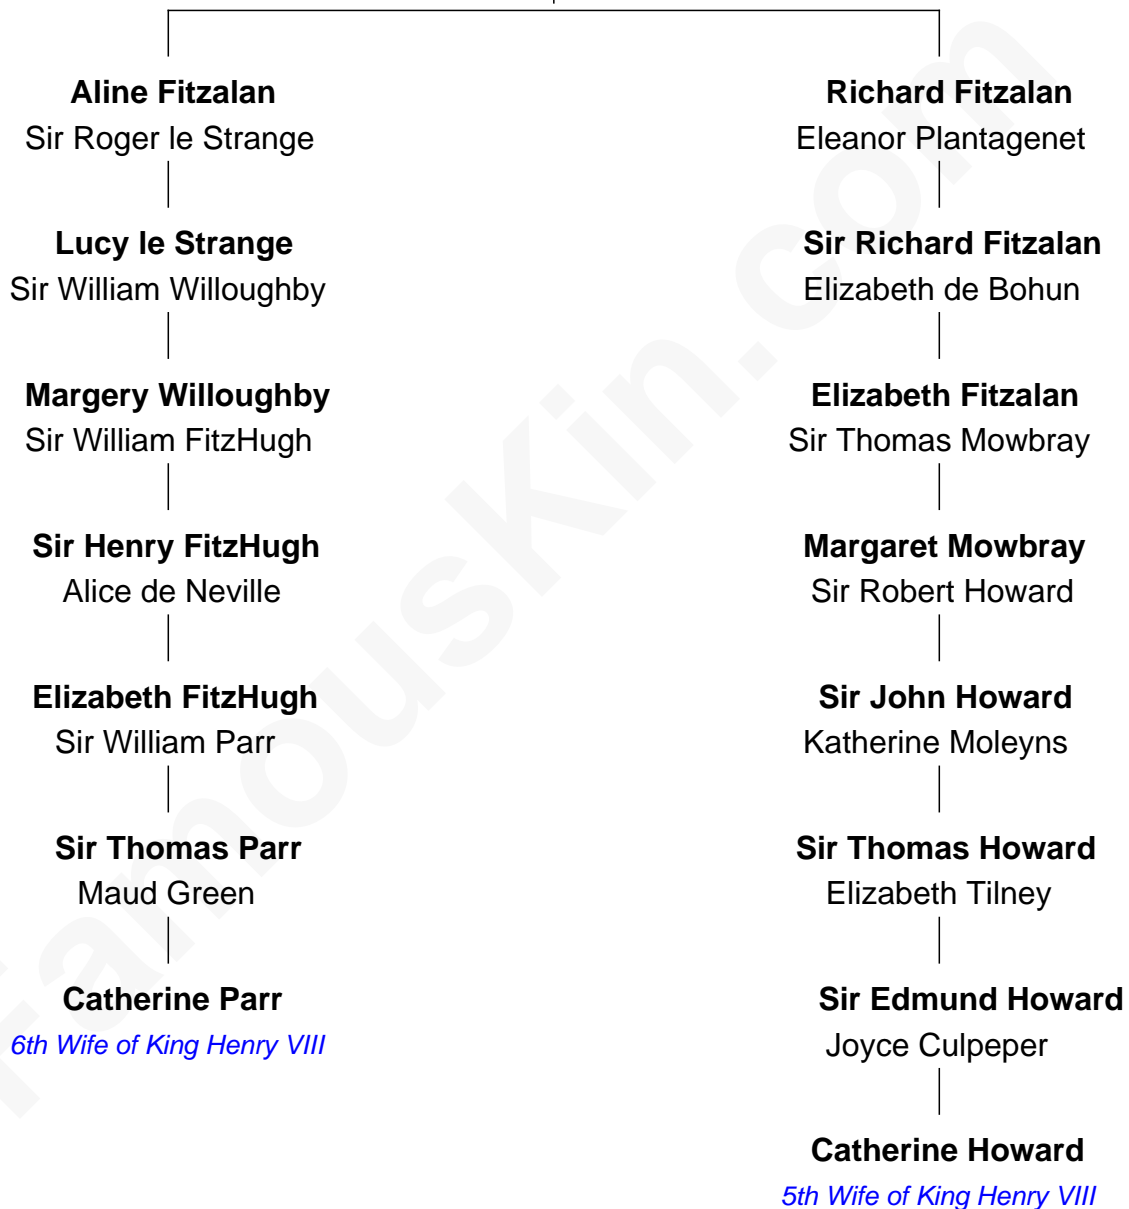 Aline Fitzalan
Sir Roger le Strange
Lucy le Strange
Sir William Willoughby
Margery Willoughby
Sir William FitzHugh
Sir Henry FitzHugh
Alice de Neville
Elizabeth FitzHugh
Sir William Parr
Sir Thomas Parr
Maud Green
Catherine Parr
6th Wife of King Henry VIII
Richard Fitzalan
Eleanor Plantagenet
Sir Richard Fitzalan
Elizabeth de Bohun
Elizabeth Fitzalan
Sir Thomas Mowbray
Margaret Mowbray
Sir Robert Howard
Sir John Howard
Katherine Moleyns
Sir Thomas Howard
Elizabeth Tilney
Sir Edmund Howard
Joyce Culpeper
Catherine Howard
5th Wife of King Henry VIII
FamousKin.com